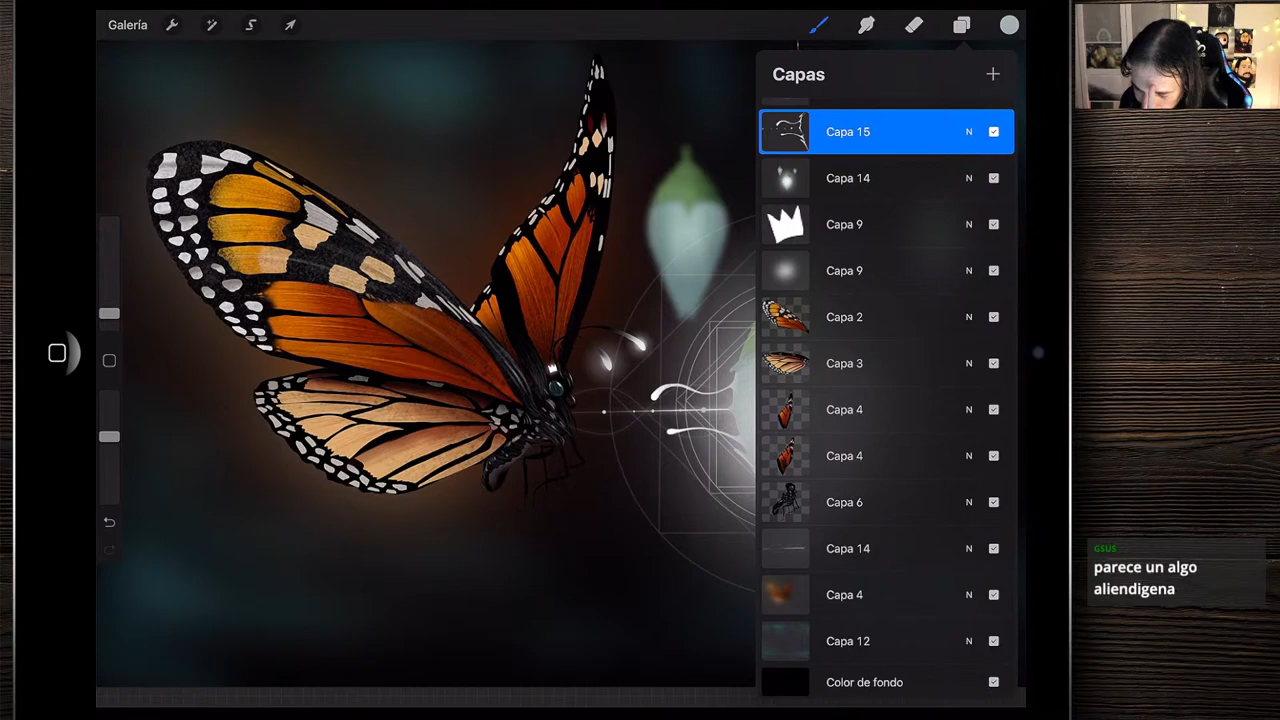 Galería
Capas
Capa 15 N
Capa 14 N
Capa 9 N
Capa 9 N
Capa 2 N
Capa 3 N
Capa 4 N
Capa 4 N
Capa 6 N
Capa 14 N
Capa 4 N
Capa 12 N
Color de fondo
GSUS
parece un algo
aliendigena